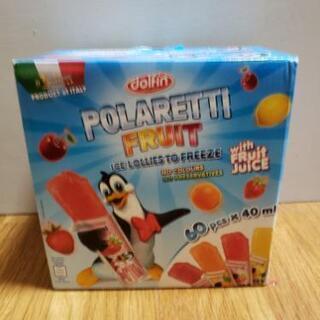 dolfin
PRODUCT OF ITALY
POLARETTI
FRUIT
ICE LOLLIES TO FREEZE
NO COLOURS
PRESERVATIVES
with
FRUIT
JUICE
60 pcs x 40 ml